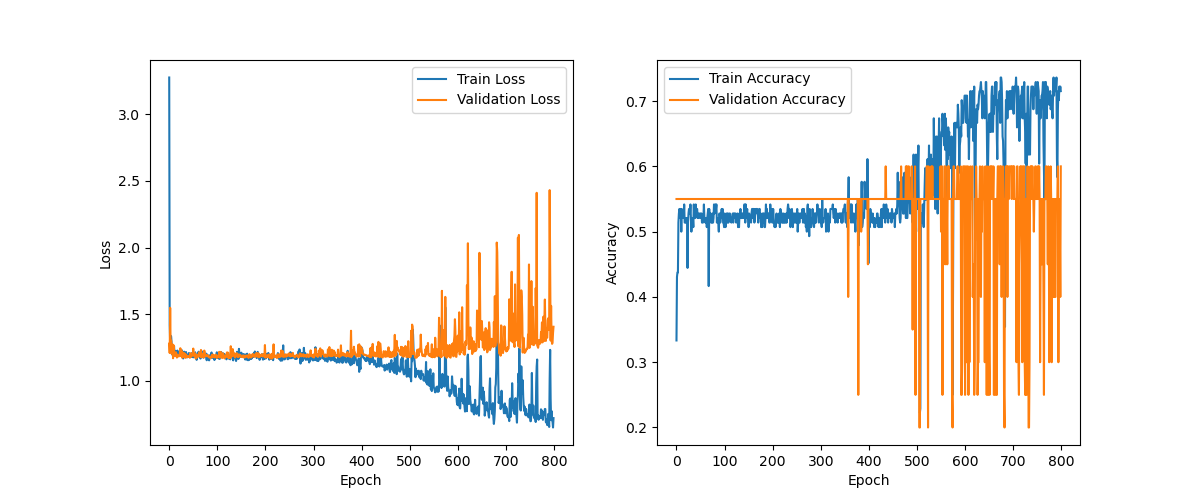 Train Loss
Validation Loss
3.0
2.5
2.0
1.5
1.0
Loss
0 100 200 300 400 500 600 700 800
Epoch
Train Accuracy
Validation Accuracy
0.7
0.6
0.5
0.4
0.3
0.2
Accuracy
0 100 200 300 400 500 600 700 800
Epoch